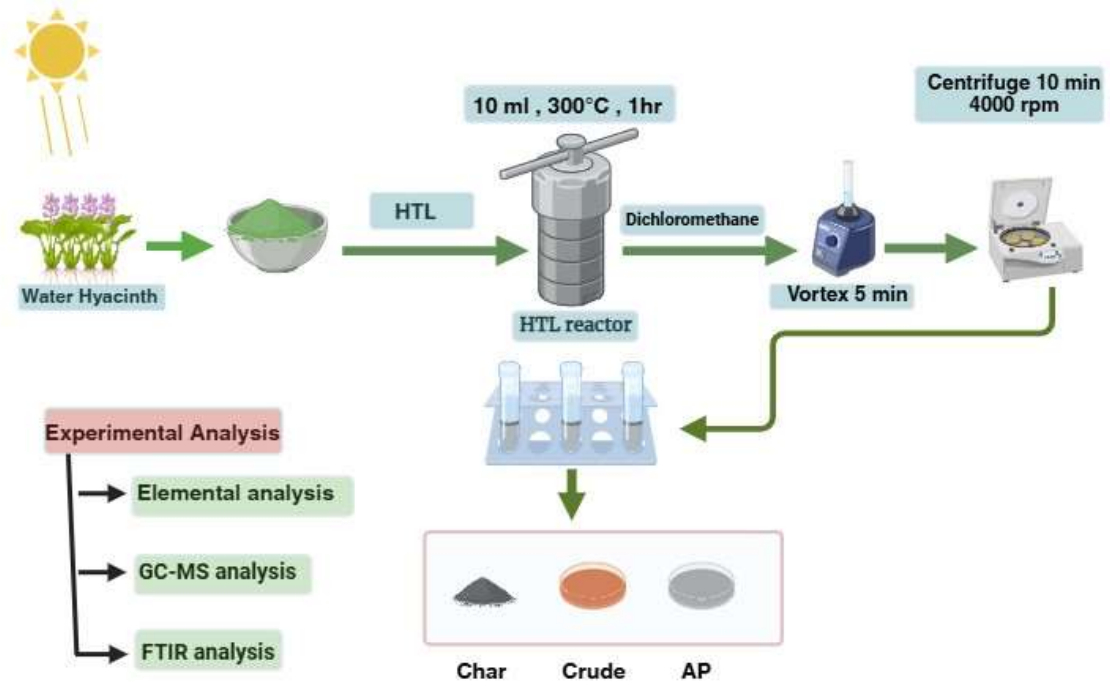 Centrifuge 10 min
4000 rpm
10 ml , 300°C , 1hr
HTL
Dichloromethane
Water Hyacinth
Vortex 5 min
HTL reactor
Experimental Analysis
Elemental analysis
GC-MS analysis
FTIR analysis
Char
Crude
AP